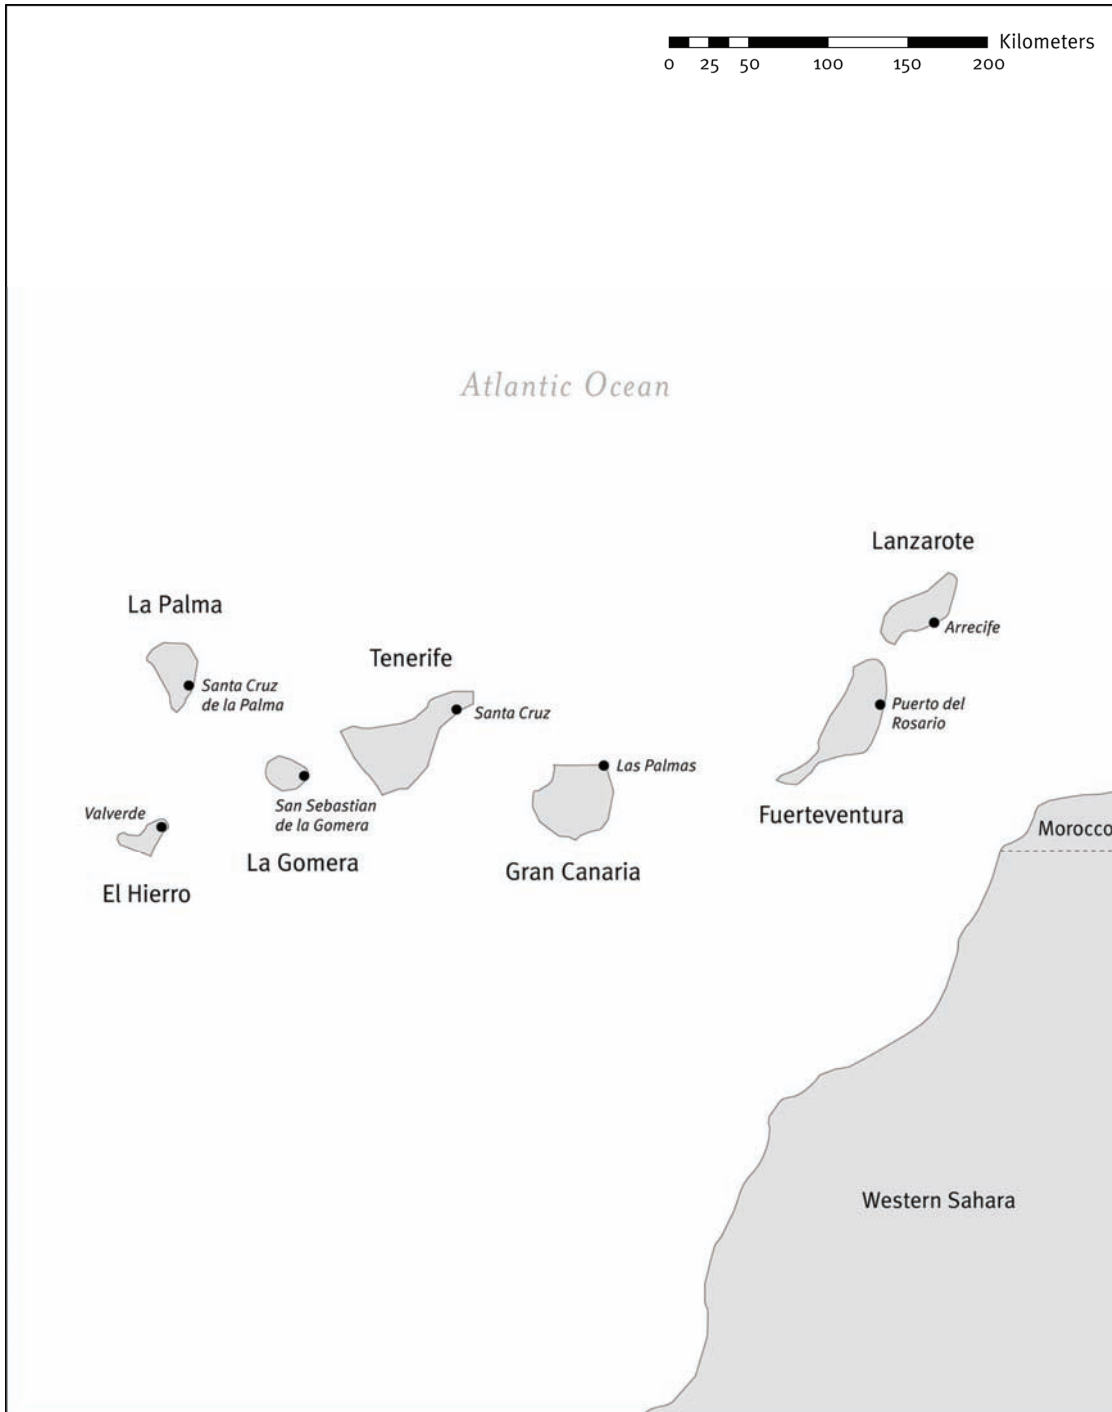 Kilometers
0 25 50 100 150 200
Atlantic Ocean
Lanzarote
Arrecife
La Palma
Santa Cruz
de la Palma
Tenerife
Santa Cruz
Puerto del
Rosario
Las Palmas
San Sebastian
de la Gomera
Valverde
Fuerteventura
Morocco
La Gomera
Gran Canaria
El Hierro
Western Sahara